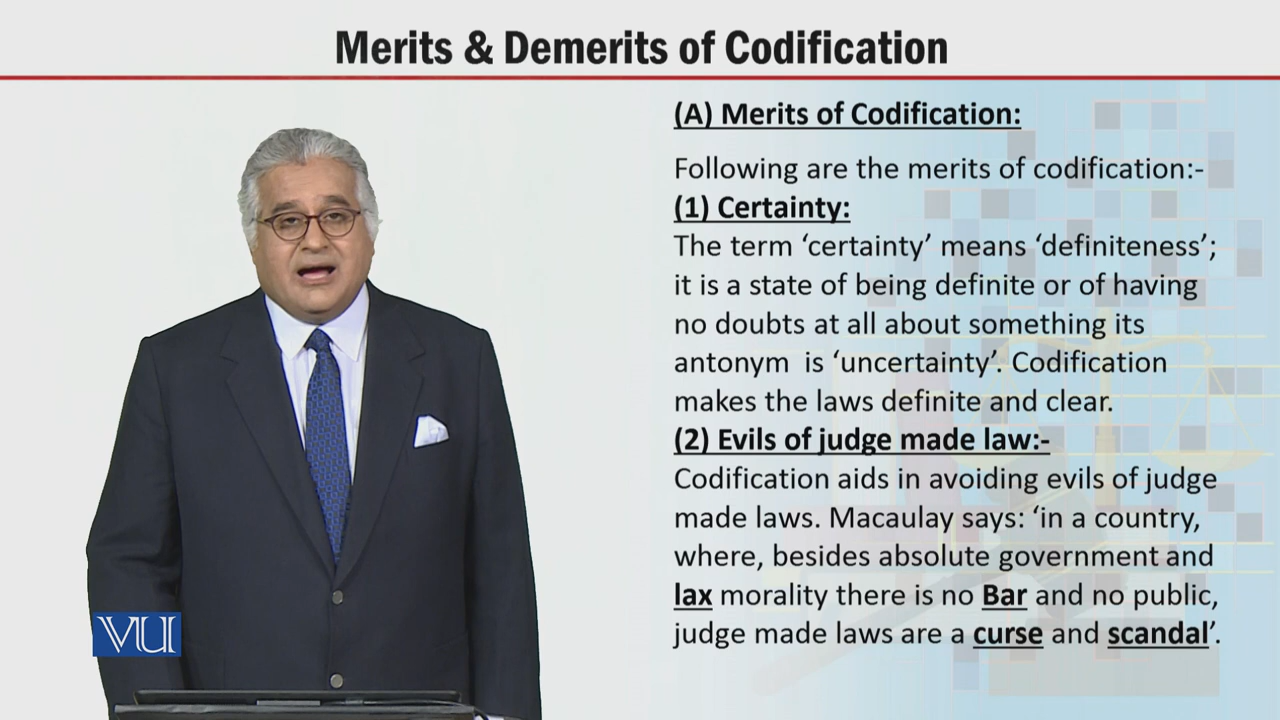 Merits & Demerits of Codification
(A) Merits of Codification:
Following are the merits of codification:-
(1) Certainty:
The term ‘certainty’ means ‘definiteness’;
it is a state of being definite or of having
no doubts at all about something its
antonym is ‘uncertainty’. Codification
makes the laws definite and clear.
(2) Evils of judge made law:-
Codification aids in avoiding evils of judge
made laws. Macaulay says: ‘in a country,
where, besides absolute government and
lax morality there is no Bar and no public,
judge made laws are a curse and scandal’.
VU